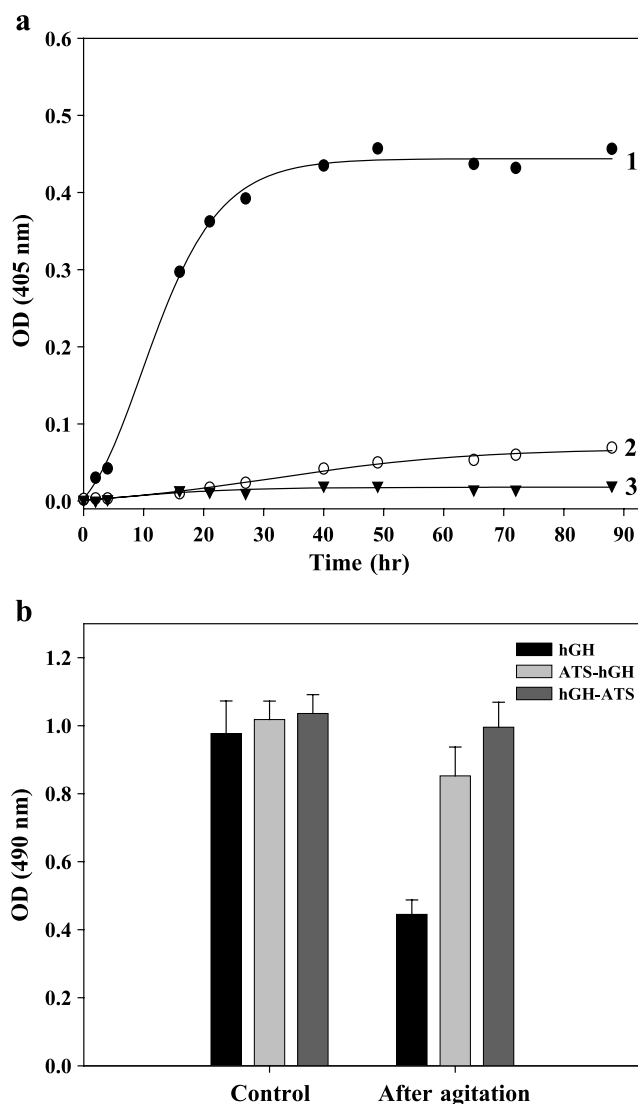 a
0.6
0.5
0.4
0.3
0.2
0.1
0.0
OD (405 nm)
1
2
3
0 10 20 30 40 50 60 70 80 90
Time (hr)
b
1.2
1.0
0.8
0.6
0.4
0.2
0.0
OD (490 nm)
hGH
ATS-hGH
hGH-ATS
Control After agitation